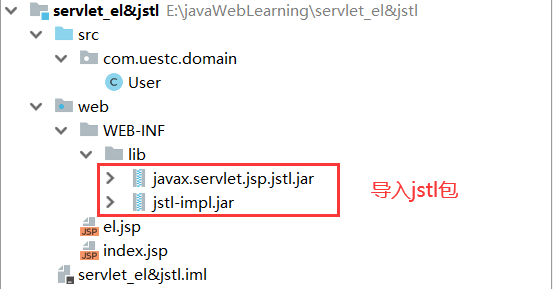 servlet_el&jstl E:\javaWebLearning\servlet_el&jstl
src
com.uestc.domain
C User
web
WEB-INF
lib
javax.servlet.jsp.jstl.jar
jstl-impl.jar
导入jstl包
JSP el.jsp
JSP index.jsp
servlet_el&jstl.iml